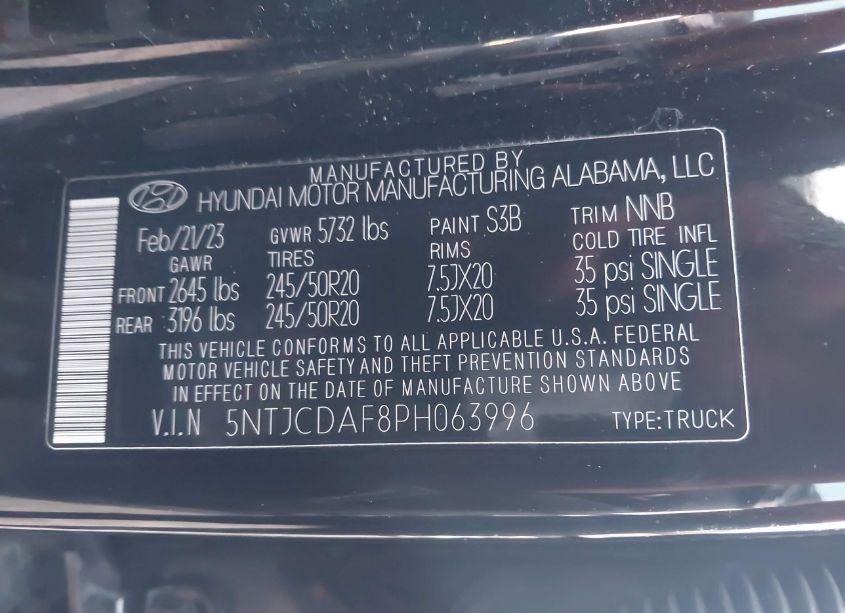 MANUFACTURED BY
HYUNDAI MOTOR MANUFACTURING ALABAMA, LLC
Feb/21/23 GVWR 5732 lbs PAINT S3B TRIM NNB
GAWR TIRES RIMS COLD TIRE INFL
FRONT 2645 lbs 245/50R20 7.5JX20 35 psi SINGLE
REAR 3196 lbs 245/50R20 7.5JX20 35 psi SINGLE
THIS VEHICLE CONFORMS TO ALL APPLICABLE U.S.A. FEDERAL
MOTOR VEHICLE SAFETY AND THEFT PREVENTION STANDARDS
IN EFFECT ON THE DATE OF MANUFACTURE SHOWN ABOVE
V.I.N 5NTJCDAF8PH063996 TYPE:TRUCK